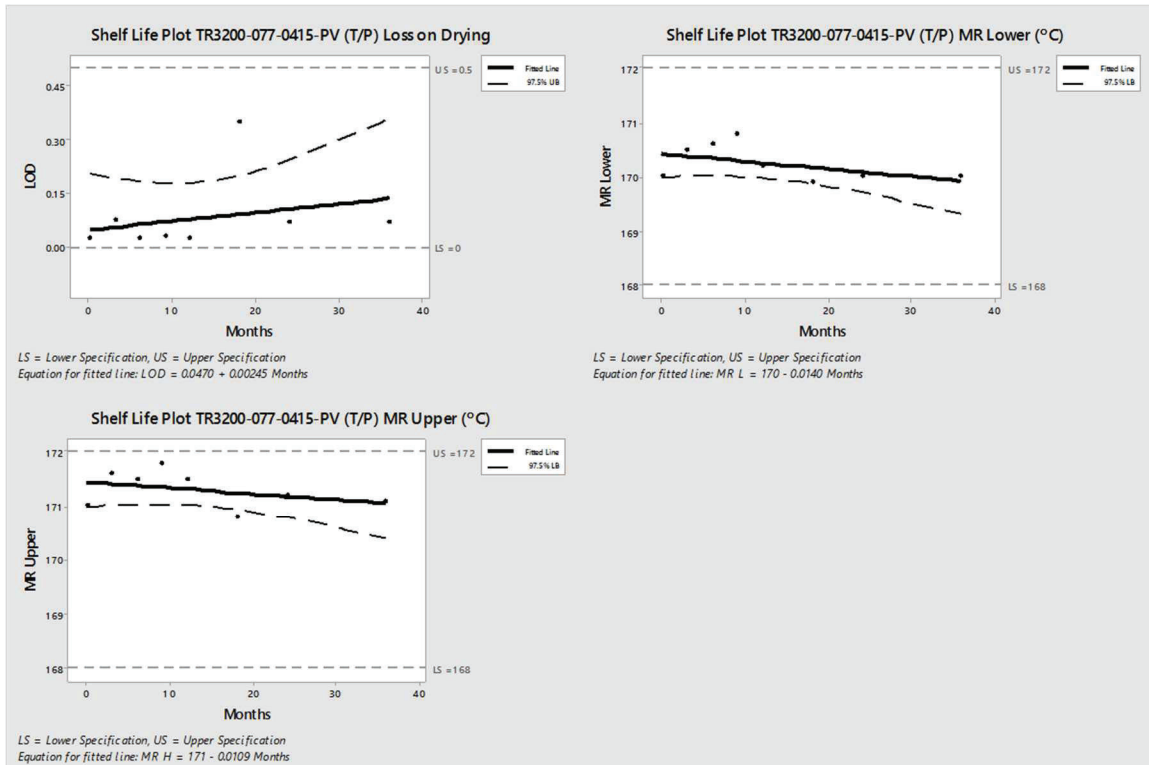 Shelf Life Plot TR3200-077-0415-PV (T/P) Loss on Drying
US = 0.5
Fitted Line
97.5% UB
0.45
0.30
0.15
0.00
LOD
LS = 0
0
10
20
30
40
Months
LS = Lower Specification, US = Upper Specification
Equation for fitted line: LOD = 0.0470 + 0.00245 Months
Shelf Life Plot TR3200-077-0415-PV (T/P) MR Lower (°C)
US =172
Fitted Line
97.5% LB
172
171
170
169
168
MR Lower
LS =168
0
10
20
30
40
Months
LS = Lower Specification, US = Upper Specification
Equation for fitted line: MR L = 170 - 0.0140 Months
Shelf Life Plot TR3200-077-0415-PV (T/P) MR Upper (°C)
US =172
Fitted Line
97.5% LB
172
171
170
169
168
MR Upper
LS =168
0
10
20
30
40
Months
LS = Lower Specification, US = Upper Specification
Equation for fitted line: MR H = 171 - 0.0109 Months